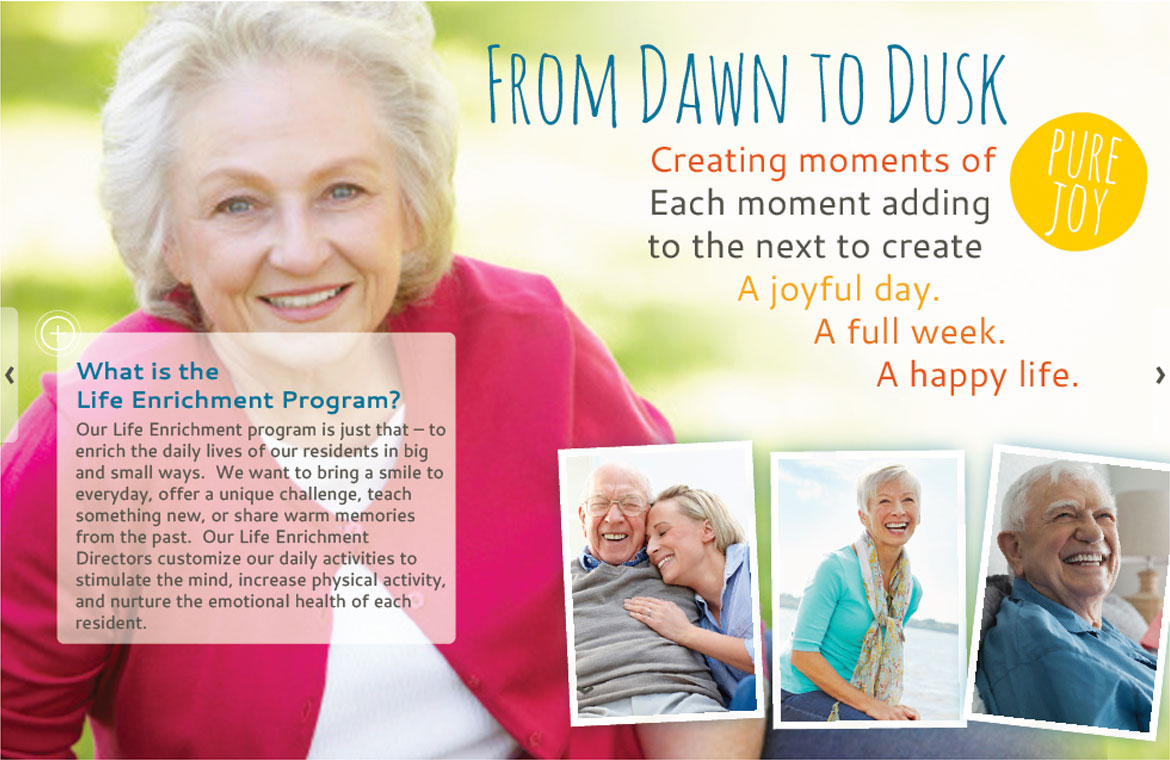 FROM DAWN TO DUSK
Creating moments of
PURE
JOY
Each moment adding
to the next to create
A joyful day.
A full week.
A happy life.
What is the
Life Enrichment Program?
Our Life Enrichment program is just that – to
enrich the daily lives of our residents in big
and small ways.  We want to bring a smile to
everyday, offer a unique challenge, teach
something new, or share warm memories
from the past.  Our Life Enrichment
Directors customize our daily activities to
stimulate the mind, increase physical activity,
and nurture the emotional health of each
resident.